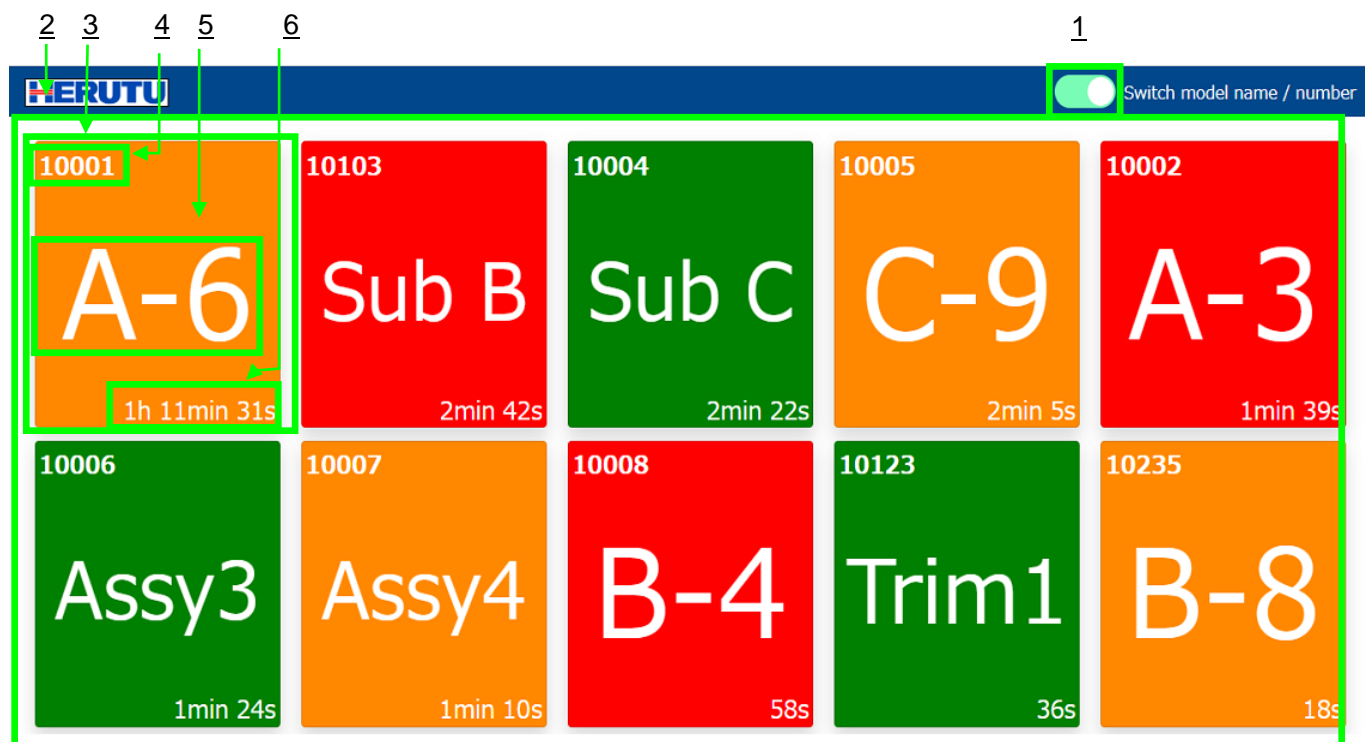 2 3 4 5 6 1
HERUTU Switch model name / number
10001 10103 10004 10005 10002
A-6 Sub B Sub C C-9 A-3
1h 11min 31s 2min 42s 2min 22s 2min 5s 1min 39s
10006 10007 10008 10123 10235
Assy3 Assy4 B-4 Trim1 B-8
1min 24s 1min 10s 58s 36s 18s